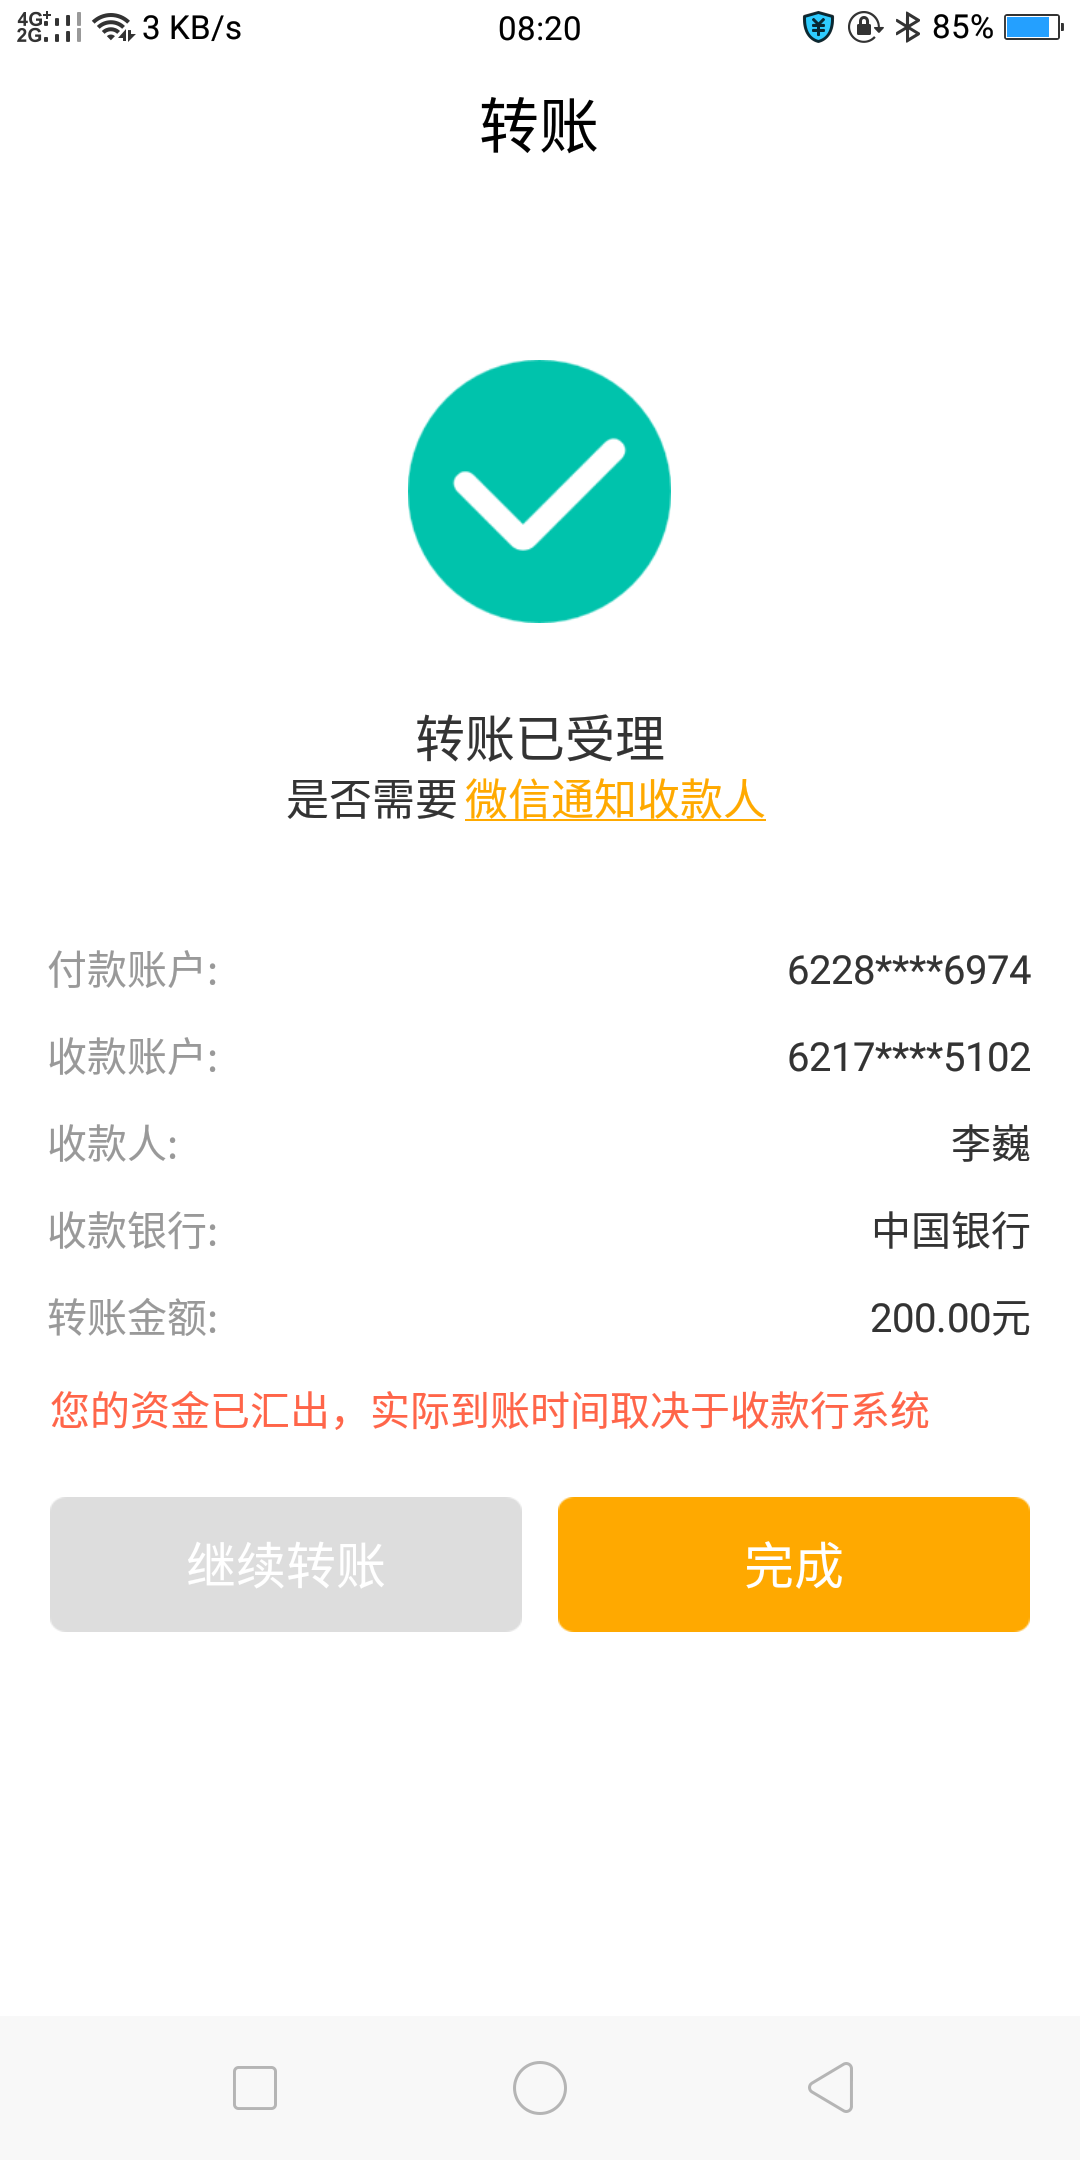 4G+ 2G 3 KB/s 08:20 85%
转账
转账已受理
是否需要 微信通知收款人
付款账户: 6228****6974
收款账户: 6217****5102
收款人: 李巍
收款银行: 中国银行
转账金额: 200.00元
您的资金已汇出，实际到账时间取决于收款行系统
继续转账 完成